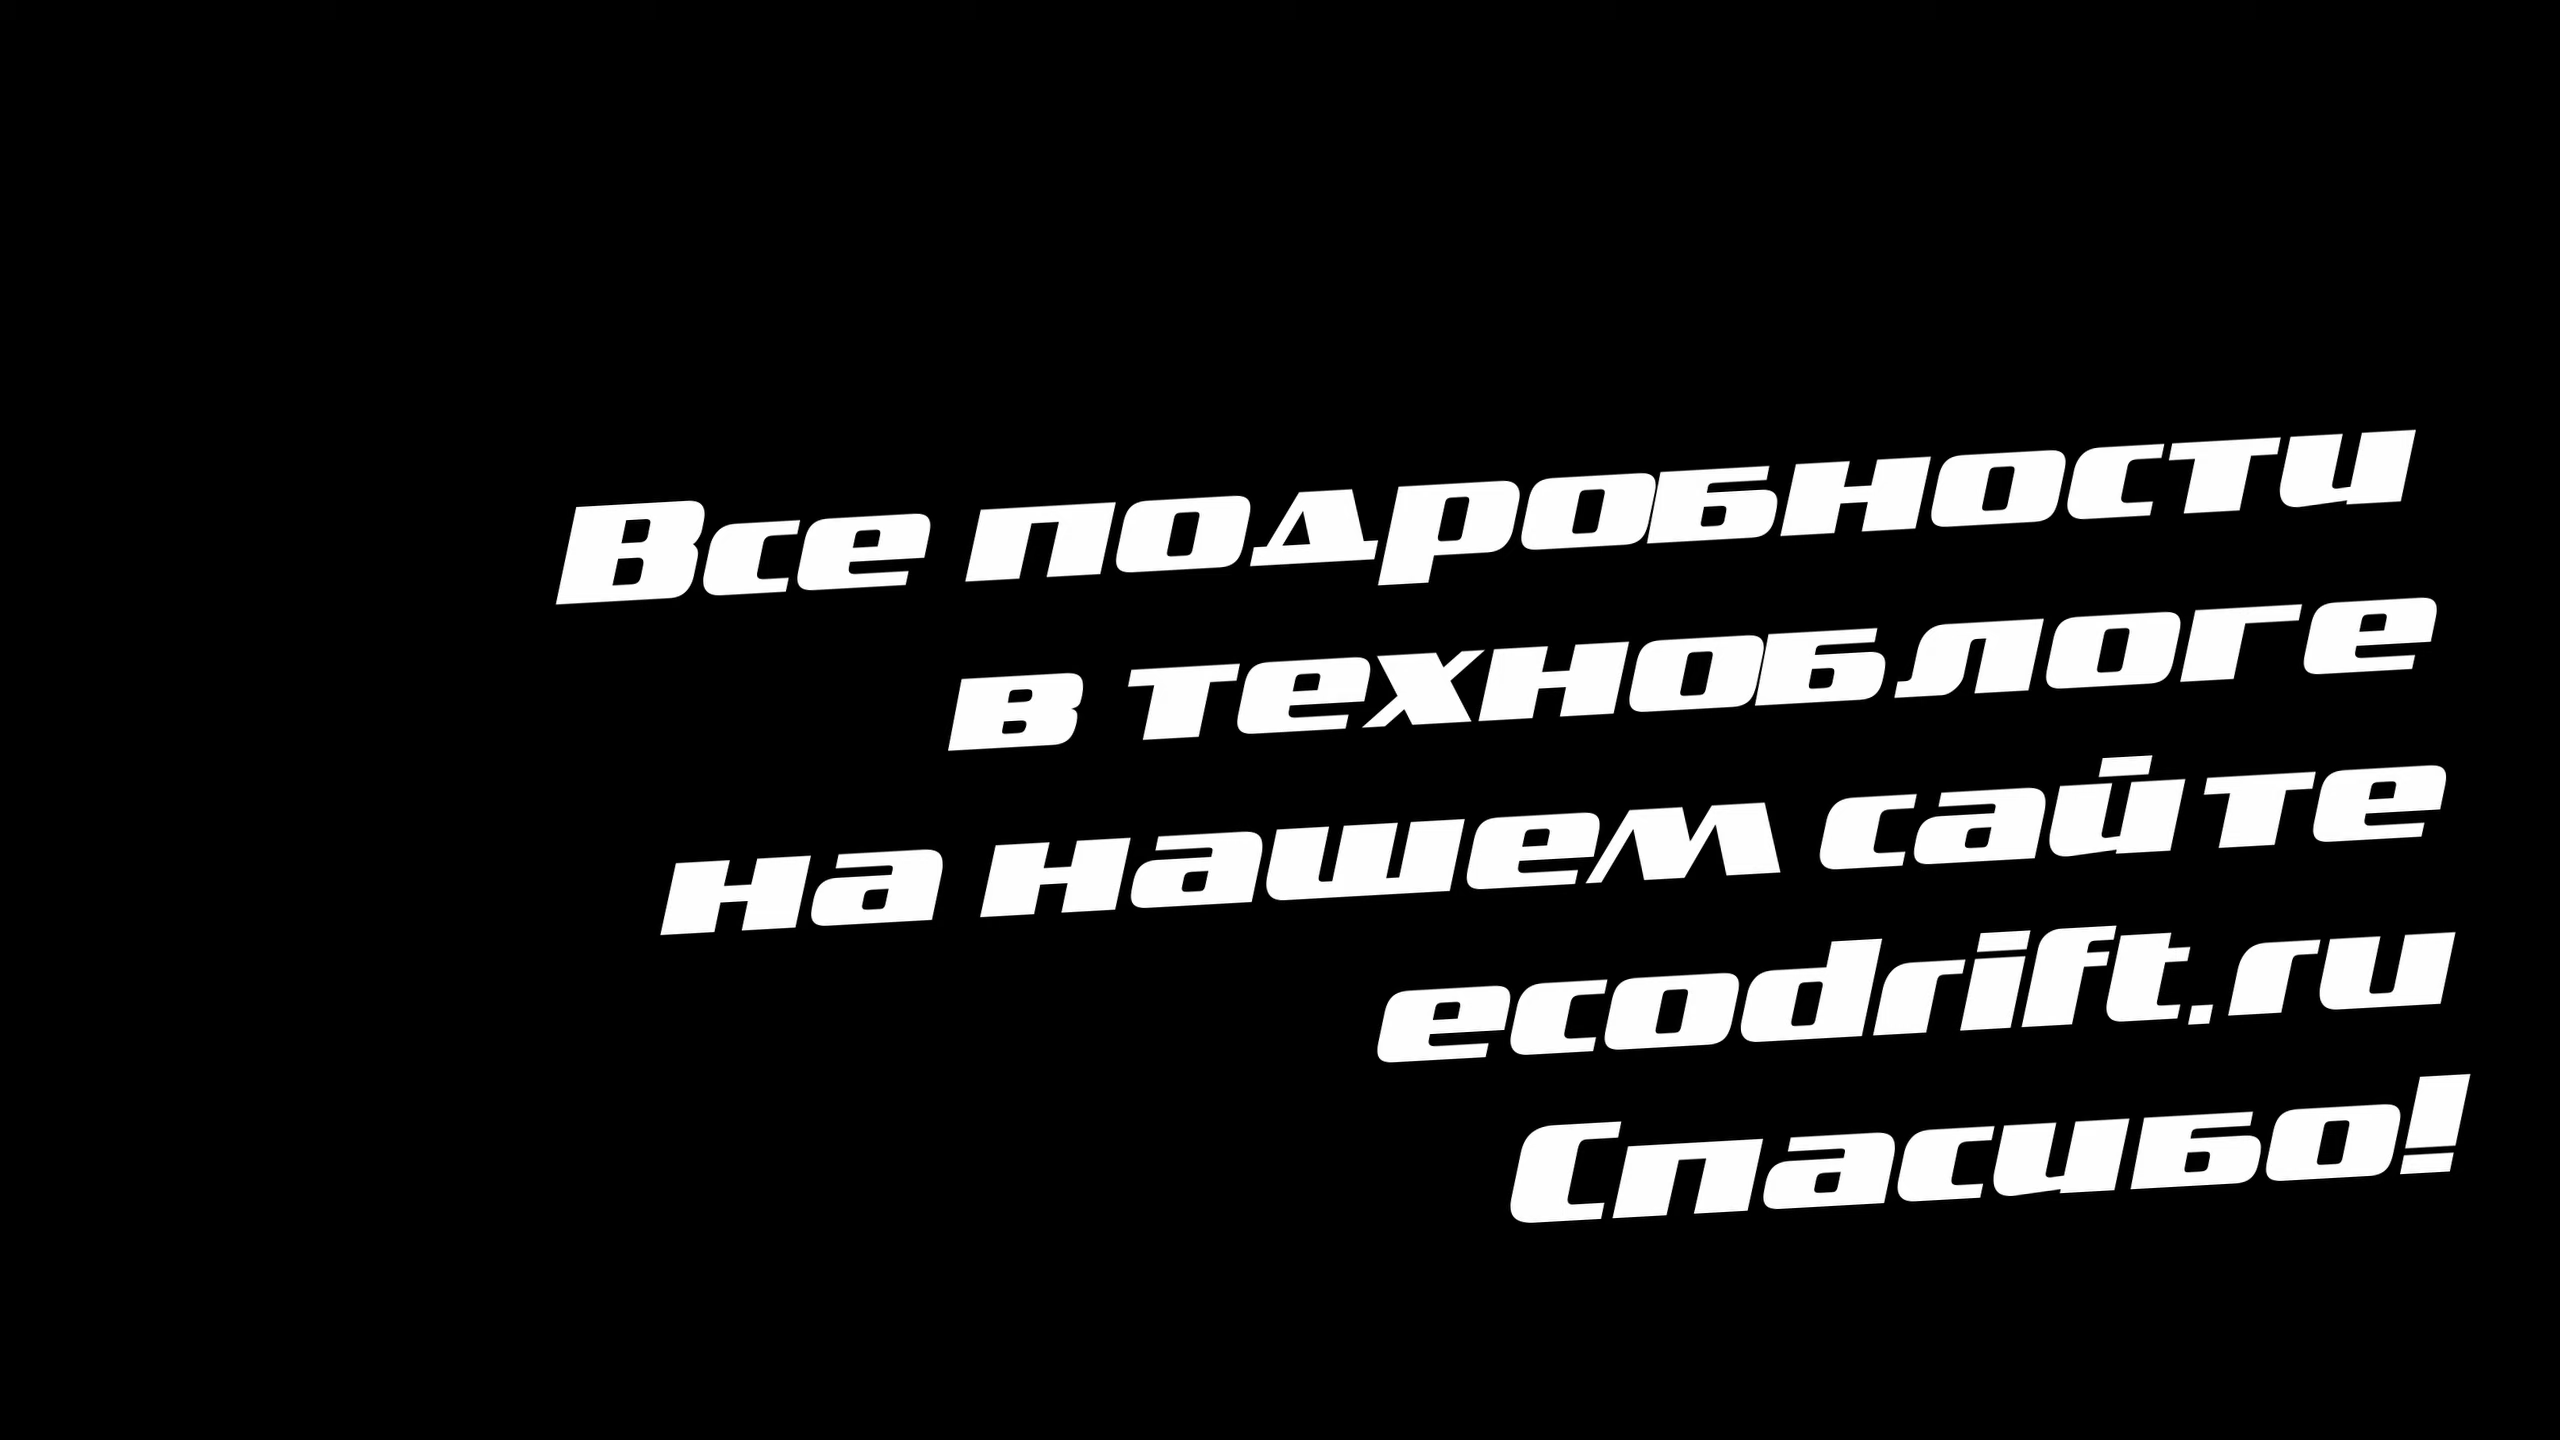 Все подробности
в техноблоге
на нашем сайте
ecodrift.ru
Спасибо!